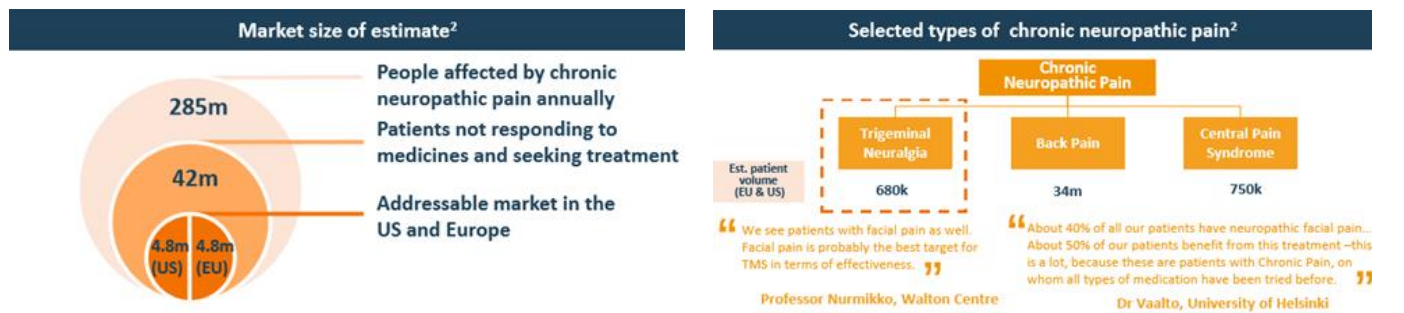 Market size of estimate²
285m
People affected by chronic
neuropathic pain annually
42m
Patients not responding to
medicines and seeking treatment
4.8m 4.8m
(US) (EU)
Addressable market in the
US and Europe
Selected types of chronic neuropathic pain²
Chronic
Neuropathic Pain
Trigeminal
Neuralgia
Back Pain
Central Pain
Syndrome
Est. patient
volume
(EU & US)
680k
34m
750k
“ We see patients with facial pain as well.
Facial pain is probably the best target for
TMS in terms of effectiveness. ”
Professor Nurmikko, Walton Centre
“ About 40% of all our patients have neuropathic facial pain...
About 50% of our patients benefit from this treatment –this
is a lot, because these are patients with Chronic Pain, on
whom all types of medication have been tried before. ”
Dr Vaalto, University of Helsinki